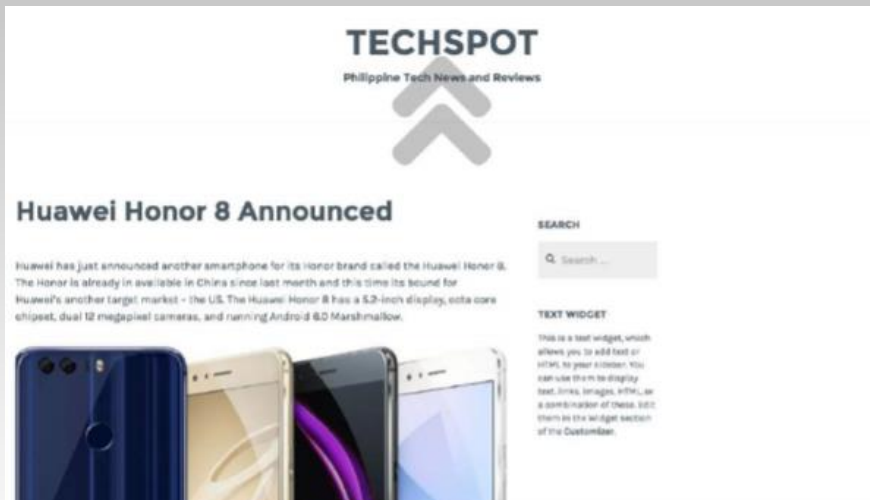 TECHSPOT
Philippine Tech News and Reviews
Huawei Honor 8 Announced
Huawei has just announced another smartphone for its Honor brand called the Huawei Honor 8.
The Honor is already in available in China since last month and this time its bound for
Huawei's another target market - the US. The Huawei Honor 8 has a 5.2-inch display, octa core
chipset, dual 12 megapixel cameras, and running Android 6.0 Marshmallow.
SEARCH
Search ...
TEXT WIDGET
This is a text widget, which
allows you to add text or
HTML to your sidebar. You
can use them to display
text, links, images, HTML, or
a combination of these. Edit
them in the Widget section
of the Customizer.